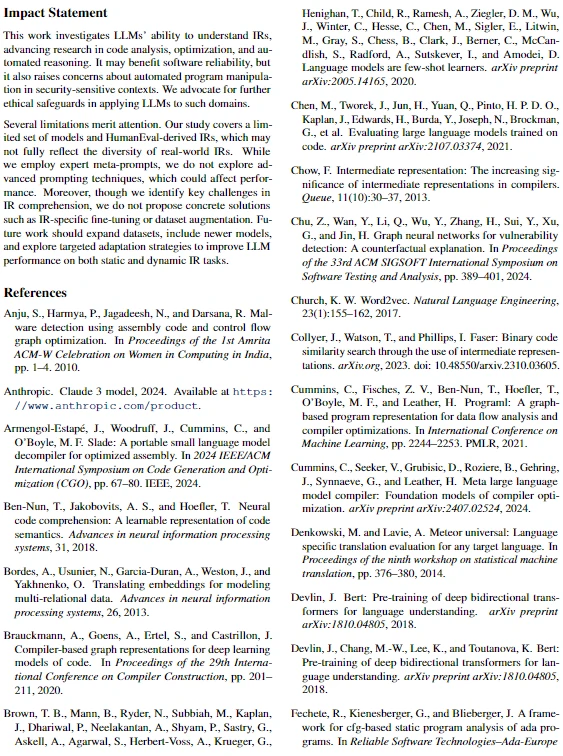 Impact Statement
This work investigates LLMs' ability to understand IRs,
advancing research in code analysis, optimization, and au-
tomated reasoning. It may benefit software reliability, but
it also raises concerns about automated program manipula-
tion in security-sensitive contexts. We advocate for further
ethical safeguards in applying LLMs to such domains.
Several limitations merit attention. Our study covers a lim-
ited set of models and HumanEval-derived IRs, which may
not fully reflect the diversity of real-world IRs. While
we employ expert meta-prompts, we do not explore ad-
vanced prompting techniques, which could affect perfor-
mance. Moreover, though we identify key challenges in
IR comprehension, we do not propose concrete solutions
such as IR-specific fine-tuning or dataset augmentation. Fu-
ture work should expand datasets, include newer models,
and explore targeted adaptation strategies to improve LLM
performance on both static and dynamic IR tasks.
References
Anju, S., Harmya, P., Jagadeesh, N., and Darsana, R. Mal-
ware detection using assembly code and control flow
graph optimization. In Proceedings of the 1st Amrita
ACM-W Celebration on Women in Computing in India,
pp. 1–4. 2010.
Anthropic. Claude 3 model, 2024. Available at https:
//www.anthropic.com/product.
Armengol-Estapé, J., Woodruff, J., Cummins, C., and
O'Boyle, M. F. Slade: A portable small language model
decompiler for optimized assembly. In 2024 IEEE/ACM
International Symposium on Code Generation and Opti-
mization (CGO), pp. 67–80. IEEE, 2024.
Ben-Nun, T., Jakobovits, A. S., and Hoefler, T. Neural
code comprehension: A learnable representation of code
semantics. Advances in neural information processing
systems, 31, 2018.
Bordes, A., Usunier, N., Garcia-Duran, A., Weston, J., and
Yakhnenko, O. Translating embeddings for modeling
multi-relational data. Advances in neural information
processing systems, 26, 2013.
Brauckmann, A., Goens, A., Ertel, S., and Castrillon, J.
Compiler-based graph representations for deep learning
models of code. In Proceedings of the 29th Interna-
tional Conference on Compiler Construction, pp. 201–
211, 2020.
Brown, T. B., Mann, B., Ryder, N., Subbiah, M., Kaplan,
J., Dhariwal, P., Neelakantan, A., Shyam, P., Sastry, G.,
Askell, A., Agarwal, S., Herbert-Voss, A., Krueger, G.,
Henighan, T., Child, R., Ramesh, A., Ziegler, D. M., Wu,
J., Winter, C., Hesse, C., Chen, M., Sigler, E., Litwin,
M., Gray, S., Chess, B., Clark, J., Berner, C., McCan-
dlish, S., Radford, A., Sutskever, I., and Amodei, D.
Language models are few-shot learners. arXiv preprint
arXiv:2005.14165, 2020.
Chen, M., Tworek, J., Jun, H., Yuan, Q., Pinto, H. P. D. O.,
Kaplan, J., Edwards, H., Burda, Y., Joseph, N., Brockman,
G., et al. Evaluating large language models trained on
code. arXiv preprint arXiv:2107.03374, 2021.
Chow, F. Intermediate representation: The increasing sig-
nificance of intermediate representations in compilers.
Queue, 11(10):30–37, 2013.
Chu, Z., Wan, Y., Li, Q., Wu, Y., Zhang, H., Sui, Y., Xu,
G., and Jin, H. Graph neural networks for vulnerability
detection: A counterfactual explanation. In Proceedings
of the 33rd ACM SIGSOFT International Symposium on
Software Testing and Analysis, pp. 389–401, 2024.
Church, K. W. Word2vec. Natural Language Engineering,
23(1):155–162, 2017.
Collyer, J., Watson, T., and Phillips, I. Faser: Binary code
similarity search through the use of intermediate represen-
tations. arXiv.org, 2023. doi: 10.48550/arxiv.2310.03605.
Cummins, C., Fisches, Z. V., Ben-Nun, T., Hoefler, T.,
O'Boyle, M. F., and Leather, H. Programl: A graph-
based program representation for data flow analysis and
compiler optimizations. In International Conference on
Machine Learning, pp. 2244–2253. PMLR, 2021.
Cummins, C., Seeker, V., Grubisic, D., Roziere, B., Gehring,
J., Synnaeve, G., and Leather, H. Meta large language
model compiler: Foundation models of compiler opti-
mization. arXiv preprint arXiv:2407.02524, 2024.
Denkowski, M. and Lavie, A. Meteor universal: Language
specific translation evaluation for any target language. In
Proceedings of the ninth workshop on statistical machine
translation, pp. 376–380, 2014.
Devlin, J. Bert: Pre-training of deep bidirectional trans-
formers for language understanding. arXiv preprint
arXiv:1810.04805, 2018.
Devlin, J., Chang, M.-W., Lee, K., and Toutanova, K. Bert:
Pre-training of deep bidirectional transformers for lan-
guage understanding. arXiv preprint arXiv:1810.04805,
2018.
Fechete, R., Kienesberger, G., and Blieberger, J. A frame-
work for cfg-based static program analysis of ada pro-
grams. In Reliable Software Technologies–Ada-Europe